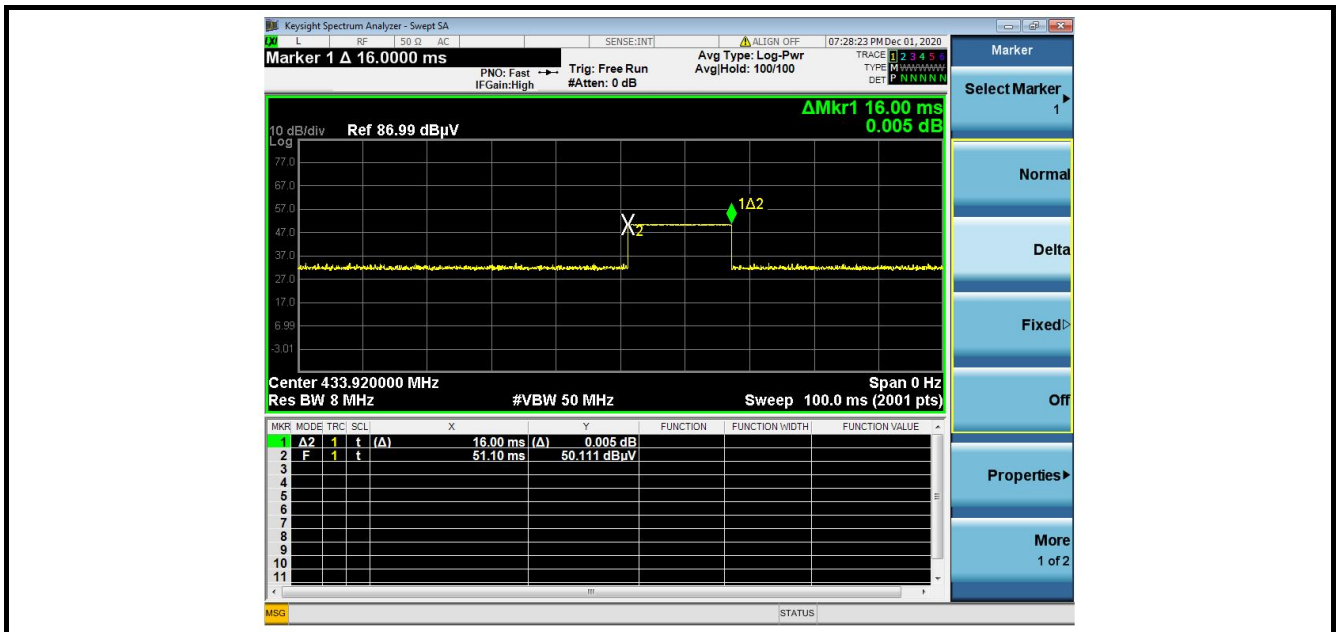 Keysight Spectrum Analyzer - Swept SA
LXI L RF 50 Ω AC SENSE:INT ALIGN OFF 07:28:23 PM Dec 01, 2020
Marker 1 Δ 16.0000 ms
PNO: Fast
IFGain:High
Trig: Free Run
#Atten: 0 dB
Avg Type: Log-Pwr
Avg|Hold: 100/100
TRACE 1 2 3 4 5 6
TYPE M WWWWW
DET P N N N N N
ΔMkr1 16.00 ms
0.005 dB
10 dB/div Ref 86.99 dBµV
Log
77.0
67.0
57.0
47.0
37.0
27.0
17.0
6.99
-3.01
1Δ2
X2
Center 433.920000 MHz Span 0 Hz
Res BW 8 MHz #VBW 50 MHz Sweep 100.0 ms (2001 pts)
MKR MODE TRC SCL X Y FUNCTION FUNCTION WIDTH FUNCTION VALUE
1 Δ2 1 t (Δ) 16.00 ms (Δ) 0.005 dB
2 F 1 t 51.10 ms 50.111 dBµV
3
4
5
6
7
8
9
10
11
MSG STATUS
Marker
Select Marker
1
Normal
Delta
Fixed
Off
Properties
More
1 of 2